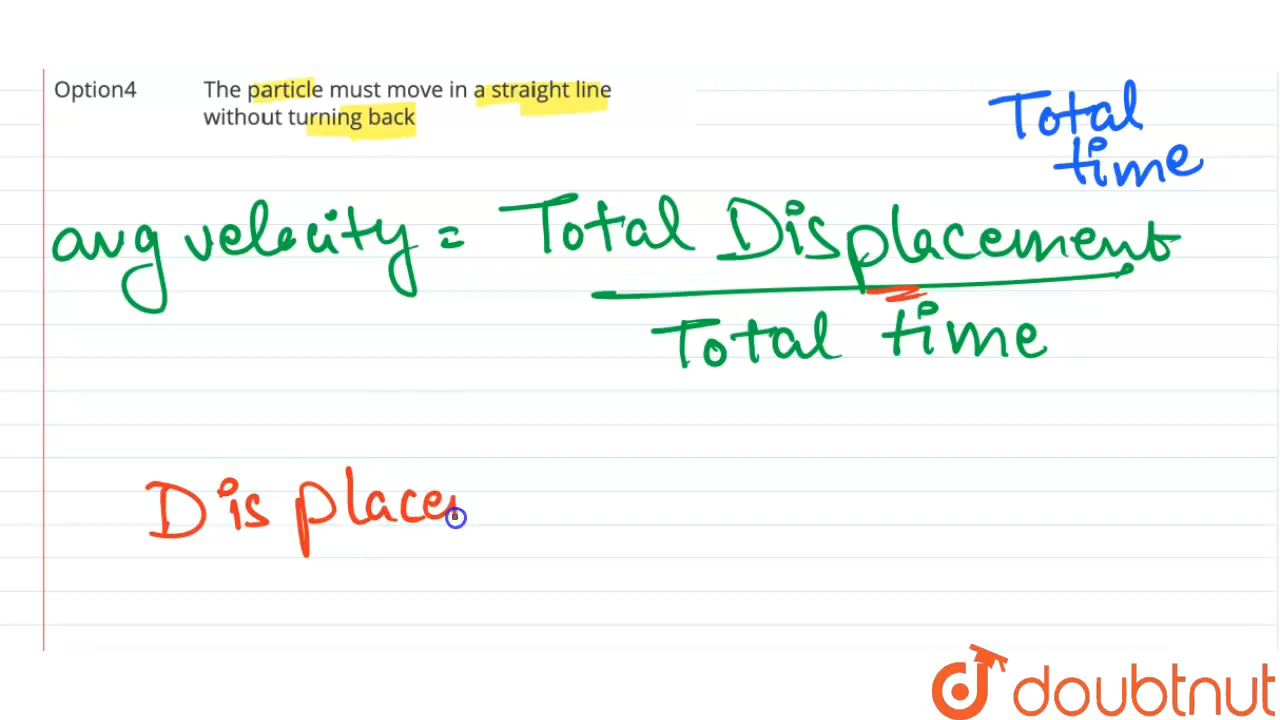 Option4 The particle must move in a straight line
without turning back
Total
time
avg velocity = Total Displacement
Total time
Displacem
doubtnut